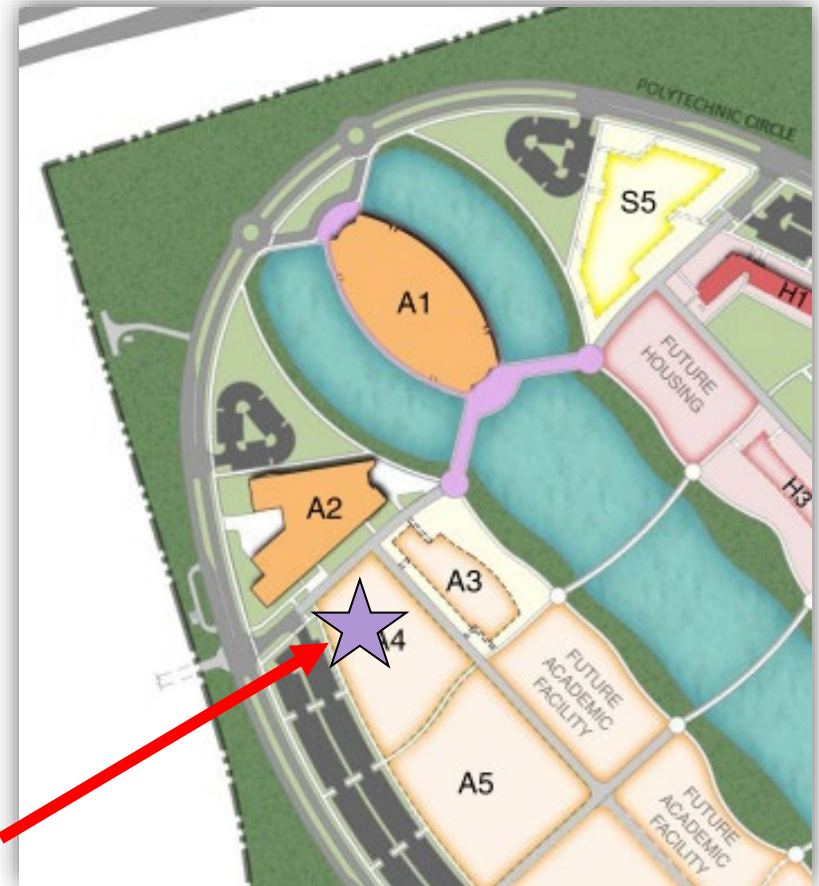 POLYTECHNIC CIRCLE
S5
A1
H1
FUTURE
HOUSING
H3
A2
A3
A4
FUTURE
ACADEMIC
FACILITY
A5
FUTURE
ACADEMIC
FACILITY